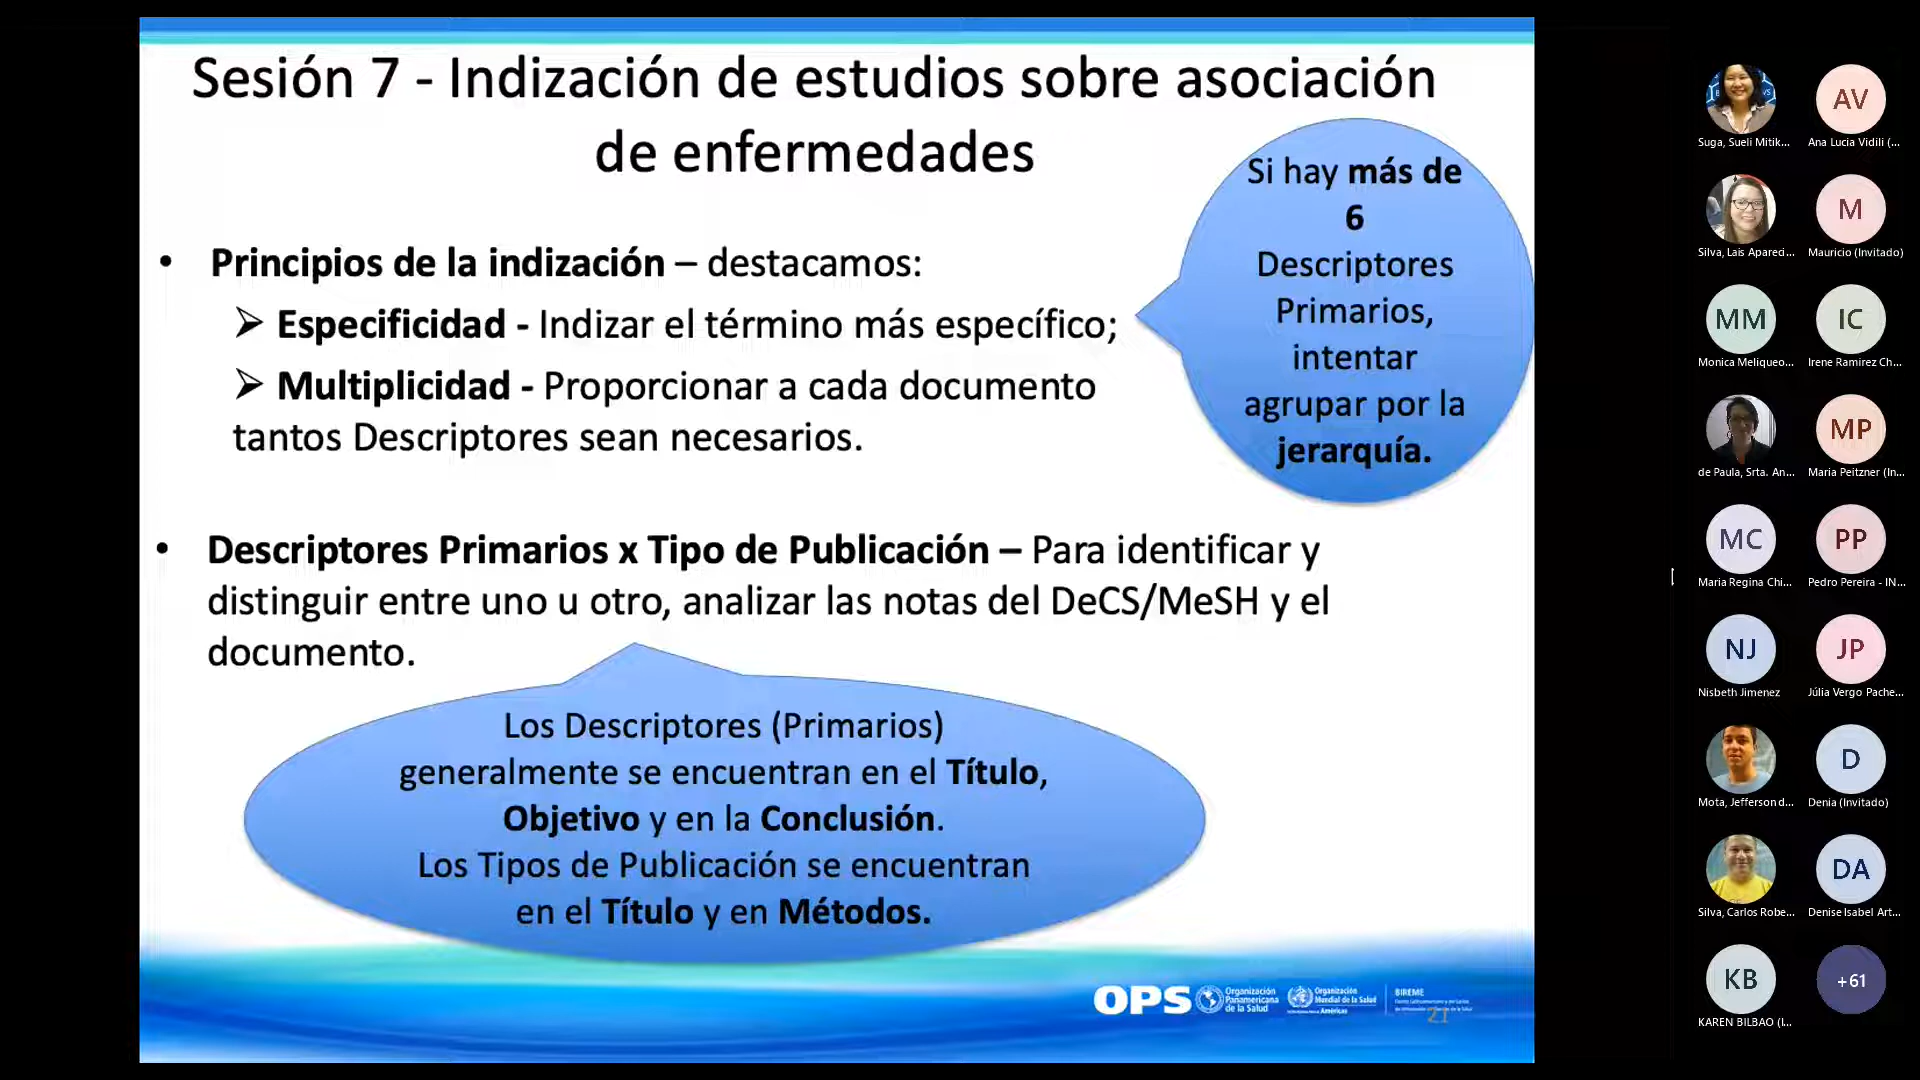 Sesión 7 - Indización de estudios sobre asociación
de enfermedades
Si hay más de
6
Descriptores
Primarios,
intentar
agrupar por la
jerarquía.
• Principios de la indización – destacamos:
➢ Especificidad - Indizar el término más específico;
➢ Multiplicidad - Proporcionar a cada documento
tantos Descriptores sean necesarios.
• Descriptores Primarios x Tipo de Publicación – Para identificar y
distinguir entre uno u otro, analizar las notas del DeCS/MeSH y el
documento.
Los Descriptores (Primarios)
generalmente se encuentran en el Título,
Objetivo y en la Conclusión.
Los Tipos de Publicación se encuentran
en el Título y en Métodos.
OPS
Organización
Panamericana
de la Salud
Organización
Mundial de la Salud
Américas
BIREME
21
Suga, Sueli Mitik...
AV
Ana Lucia Vidili (...
Silva, Lais Apareci...
M
Mauricio (Invitado)
MM
Monica Meliqueo...
IC
Irene Ramirez Ch...
de Paula, Srta. An...
MP
Maria Peitzner (In...
MC
Maria Regina Chi...
PP
Pedro Pereira - IN...
NJ
Nisbeth Jimenez
JP
Júlia Vergo Pache...
Mota, Jefferson d...
D
Denia (Invitado)
Silva, Carlos Robe...
DA
Denise Isabel Art...
KB
KAREN BILBAO (I...
+61